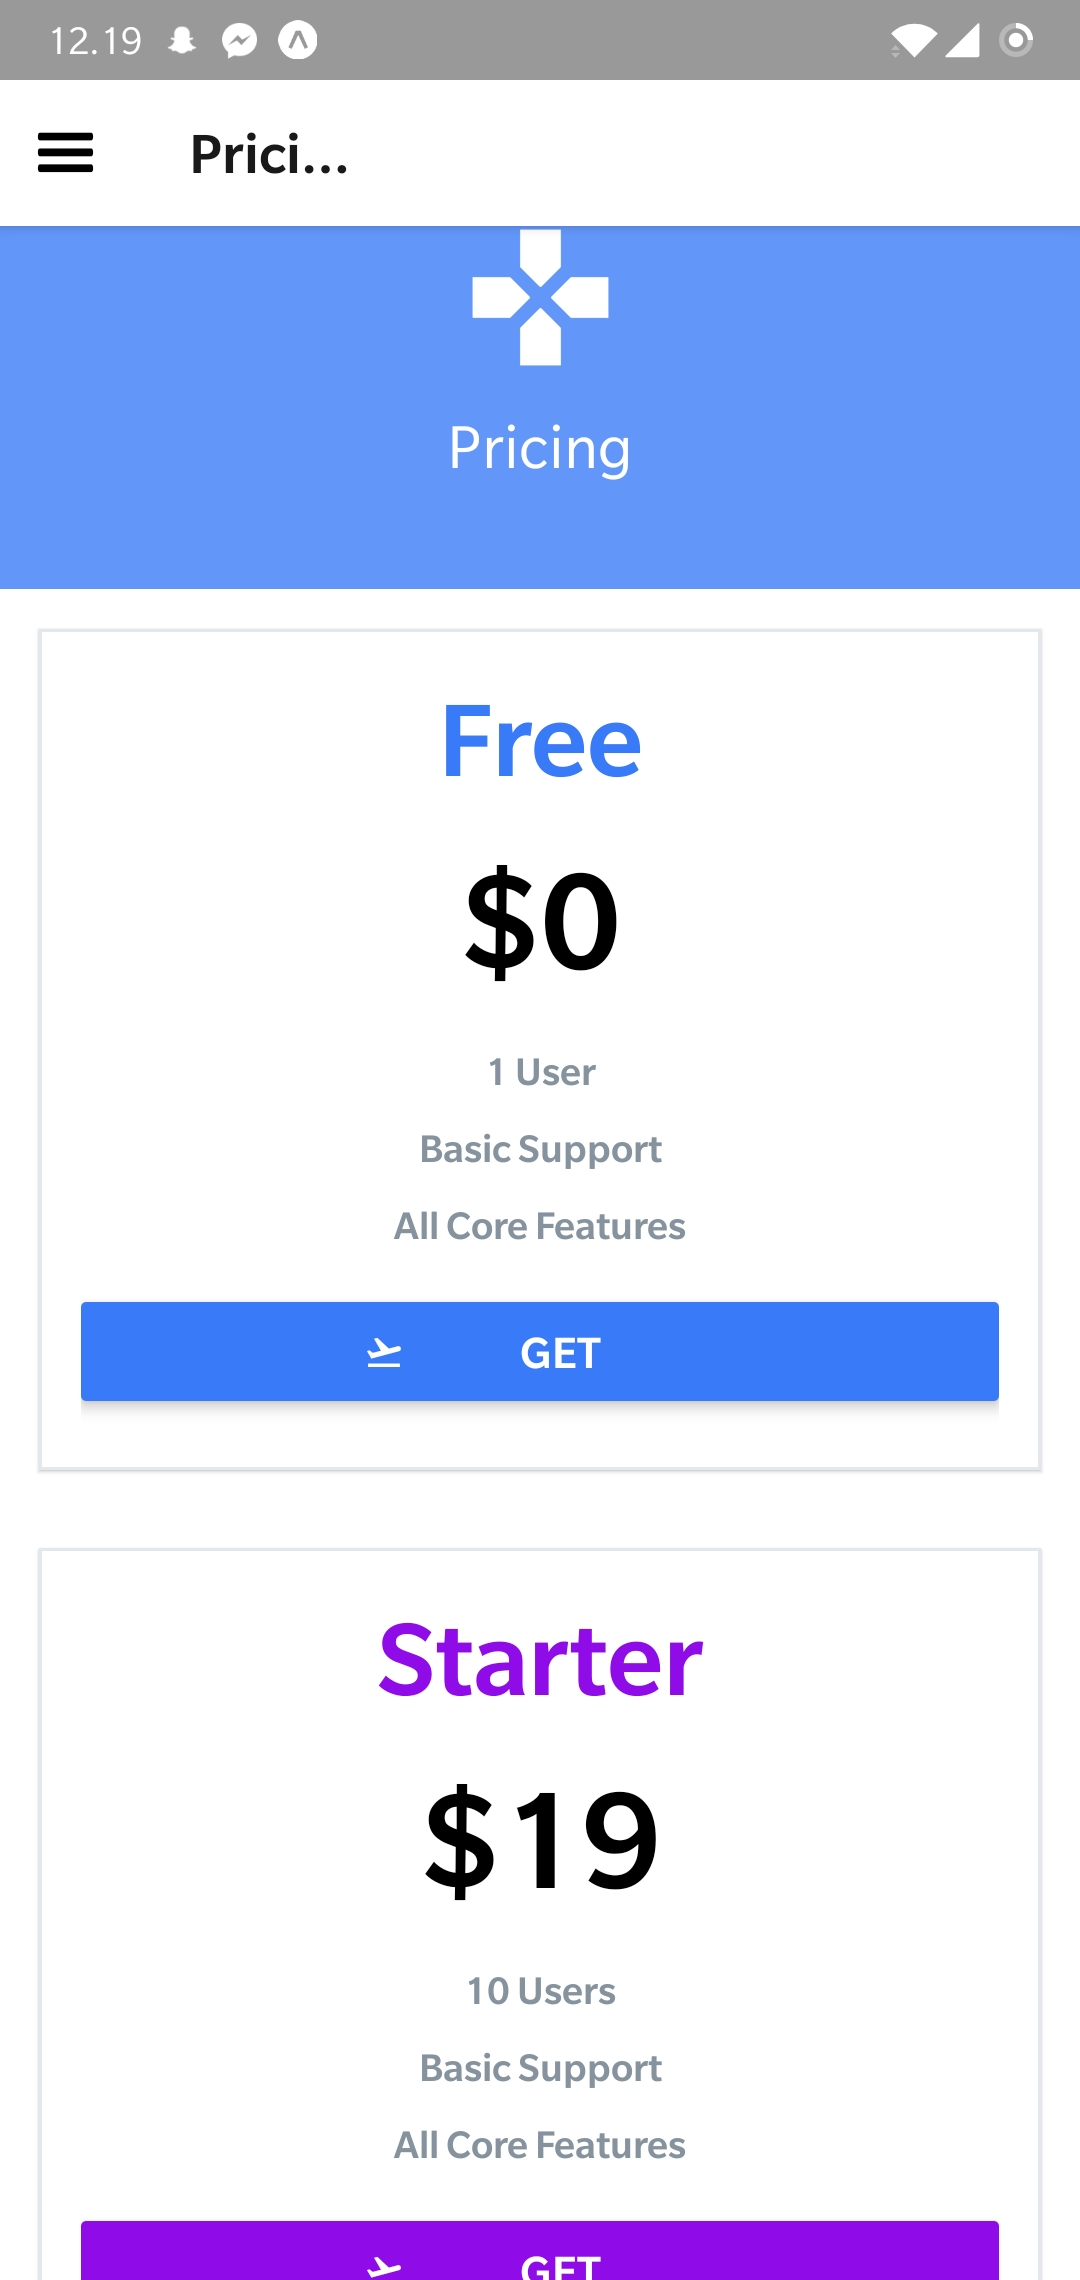 12.19
Prici...
Pricing
Free
$0
1 User
Basic Support
All Core Features
GET
Starter
$19
10 Users
Basic Support
All Core Features
GET